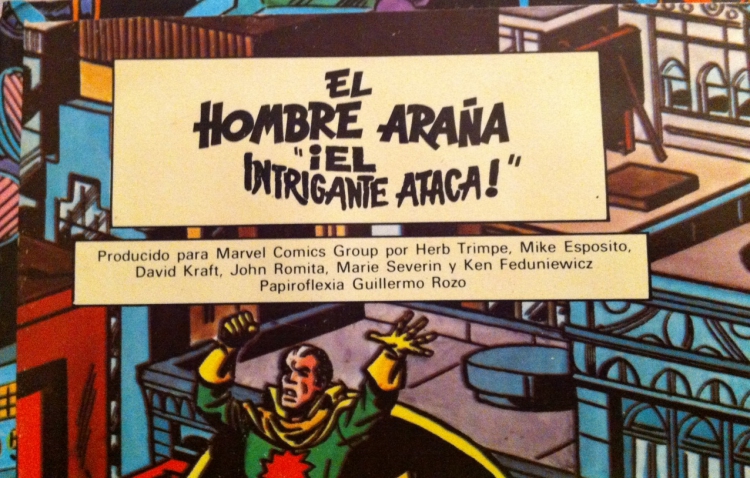 EL
HOMBRE ARAÑA
"¡EL
INTRIGANTE ATACA!"
Producido para Marvel Comics Group por Herb Trimpe, Mike Esposito,
David Kraft, John Romita, Marie Severin y Ken Feduniewicz
Papiroflexia Guillermo Rozo